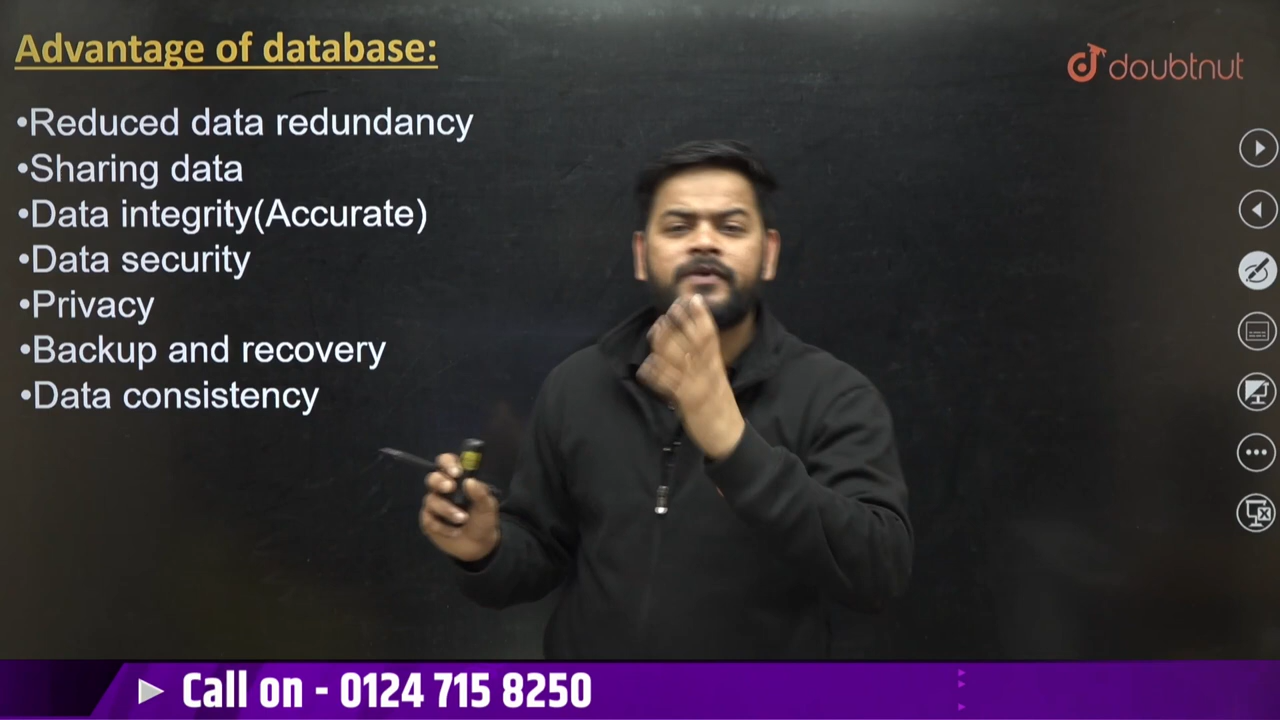 Advantage of database:
doubtnut
•Reduced data redundancy
•Sharing data
•Data integrity(Accurate)
•Data security
•Privacy
•Backup and recovery
•Data consistency
Call on - 0124 715 8250